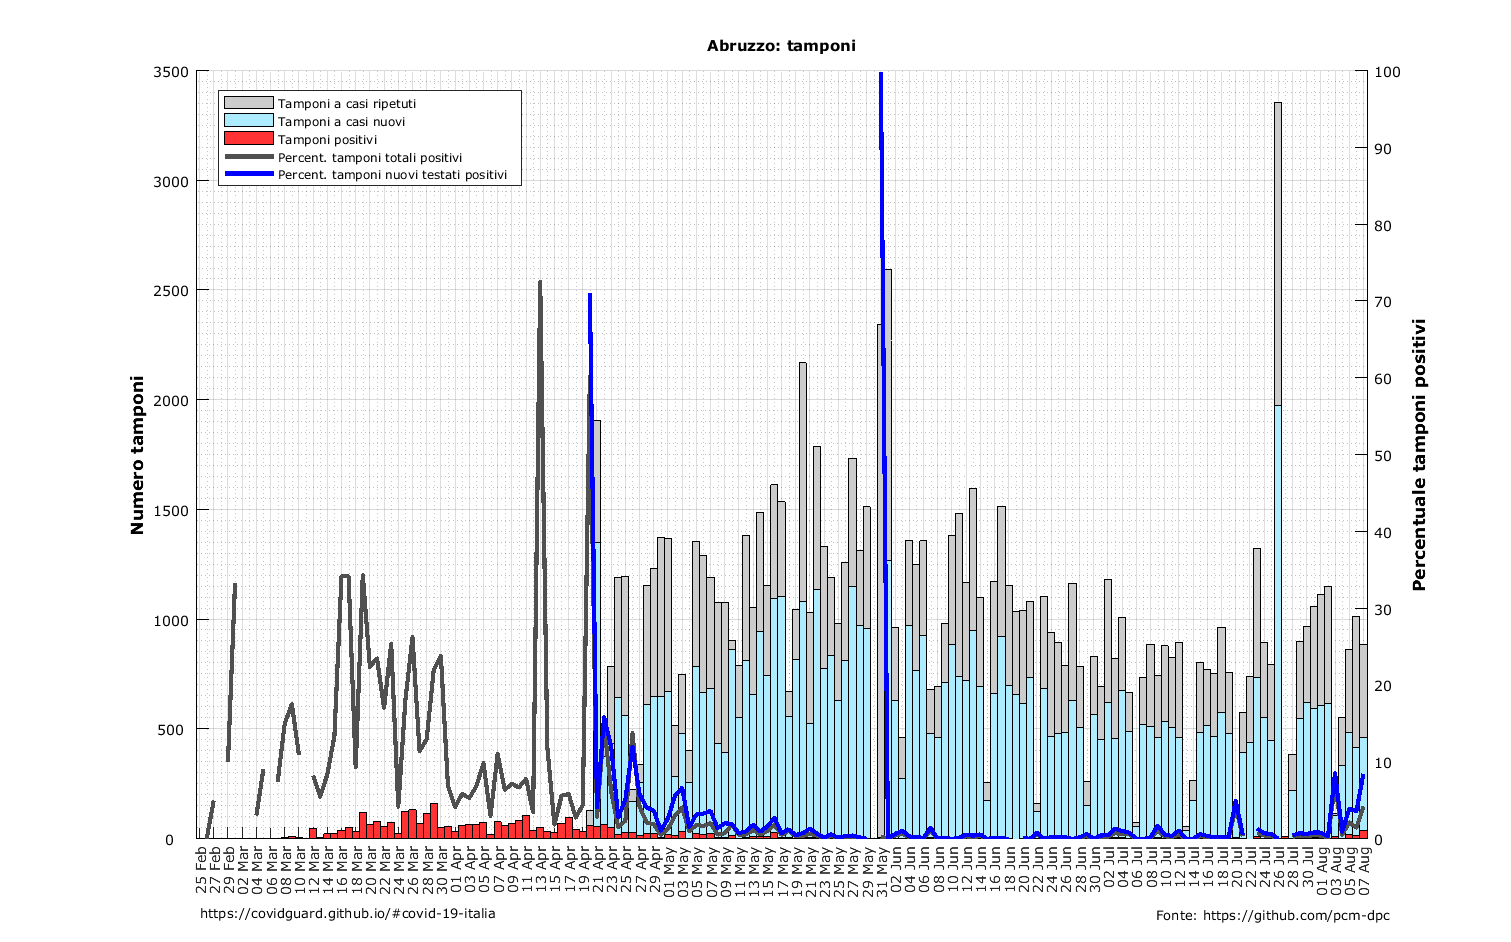 Abruzzo: tamponi
3500
3000
2500
2000
1500
1000
500
0
Numero tamponi
Tamponi a casi ripetuti
Tamponi a casi nuovi
Tamponi positivi
Percent. tamponi totali positivi
Percent. tamponi nuovi testati positivi
100
90
80
70
60
50
40
30
20
10
0
Percentuale tamponi positivi
25 Feb
27 Feb
29 Feb
02 Mar
04 Mar
06 Mar
08 Mar
10 Mar
12 Mar
14 Mar
16 Mar
18 Mar
20 Mar
22 Mar
24 Mar
26 Mar
28 Mar
30 Mar
01 Apr
03 Apr
05 Apr
07 Apr
09 Apr
11 Apr
13 Apr
15 Apr
17 Apr
19 Apr
21 Apr
23 Apr
25 Apr
27 Apr
29 Apr
01 May
03 May
05 May
07 May
09 May
11 May
13 May
15 May
17 May
19 May
21 May
23 May
25 May
27 May
29 May
31 May
02 Jun
04 Jun
06 Jun
08 Jun
10 Jun
12 Jun
14 Jun
16 Jun
18 Jun
20 Jun
22 Jun
24 Jun
26 Jun
28 Jun
30 Jun
02 Jul
04 Jul
06 Jul
08 Jul
10 Jul
12 Jul
14 Jul
16 Jul
18 Jul
20 Jul
22 Jul
24 Jul
26 Jul
28 Jul
30 Jul
01 Aug
03 Aug
05 Aug
07 Aug
https://covidguard.github.io/#covid-19-italia
Fonte: https://github.com/pcm-dpc